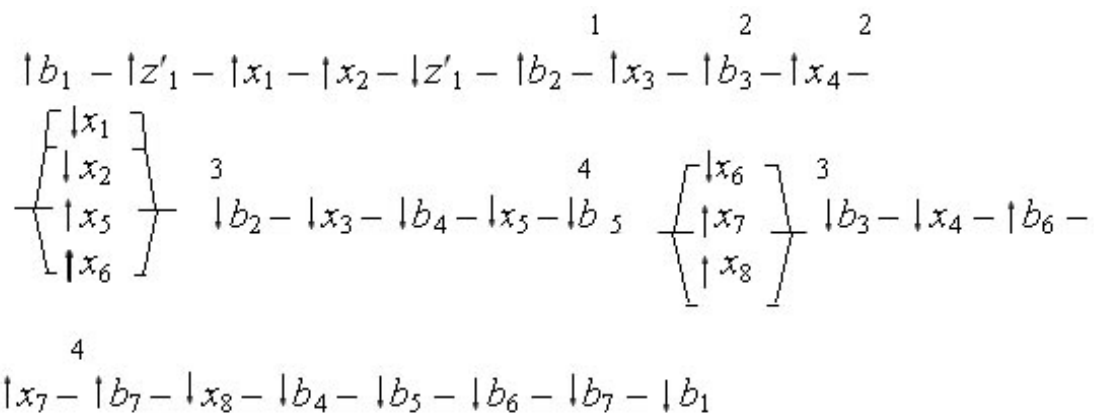 1 2 2
↑b₁ – ↑z′₁ – ↑x₁ – ↑x₂ – ↓z′₁ – ↑b₂ – ↑x₃ – ↑b₃ – ↑x₄ –
↓x₁
↓x₂
↑x₅
↑x₆
3 4
↓b₂ – ↓x₃ – ↓b₄ – ↓x₅ – ↓b ₅
↓x₆
↑x₇
↑x₈
3
↓b₃ – ↓x₄ – ↑b₆ –
4
↑x₇ – ↑b₇ – ↓x₈ – ↓b₄ – ↓b₅ – ↓b₆ – ↓b₇ – ↓b₁